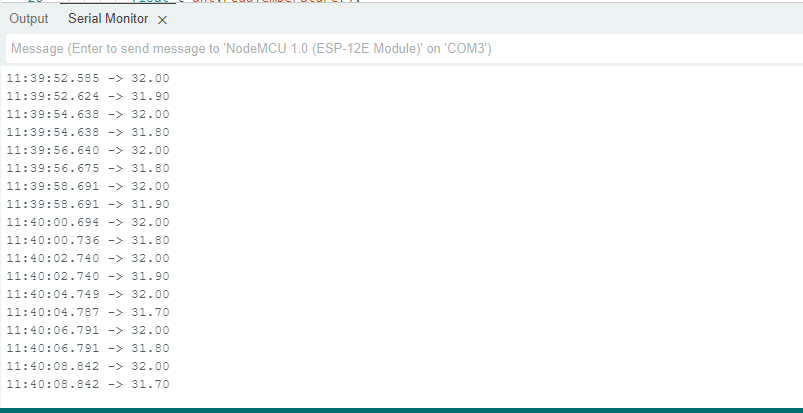 Output Serial Monitor ×
Message (Enter to send message to 'NodeMCU 1.0 (ESP-12E Module)' on 'COM3')
11:39:52.585 -> 32.00
11:39:52.624 -> 31.90
11:39:54.638 -> 32.00
11:39:54.638 -> 31.80
11:39:56.640 -> 32.00
11:39:56.675 -> 31.80
11:39:58.691 -> 32.00
11:39:58.691 -> 31.90
11:40:00.694 -> 32.00
11:40:00.736 -> 31.80
11:40:02.740 -> 32.00
11:40:02.740 -> 31.90
11:40:04.749 -> 32.00
11:40:04.787 -> 31.70
11:40:06.791 -> 32.00
11:40:06.791 -> 31.80
11:40:08.842 -> 32.00
11:40:08.842 -> 31.70